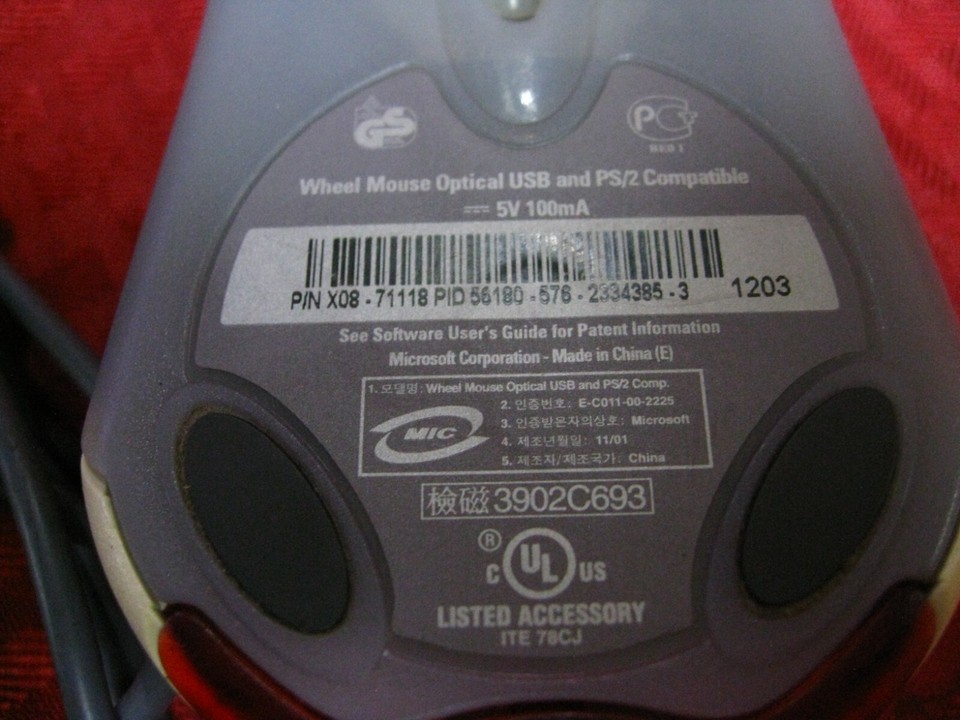 GS
PCT
ME61
Wheel Mouse Optical USB and PS/2 Compatible
5V 100mA
P/N X08 - 71118 PID 56180 - 576 - 2334385 - 3 1203
See Software User's Guide for Patent Information
Microsoft Corporation - Made in China (E)
1. 모델명: Wheel Mouse Optical USB and PS/2 Comp.
2. 인증번호: E-C011-00-2225
3. 인증받은자의상호: Microsoft
MIC
4. 제조년월일: 11/01
5. 제조자/제조국가: China
檢磁 3902C693
® C UL US
LISTED ACCESSORY
ITE 78CJ